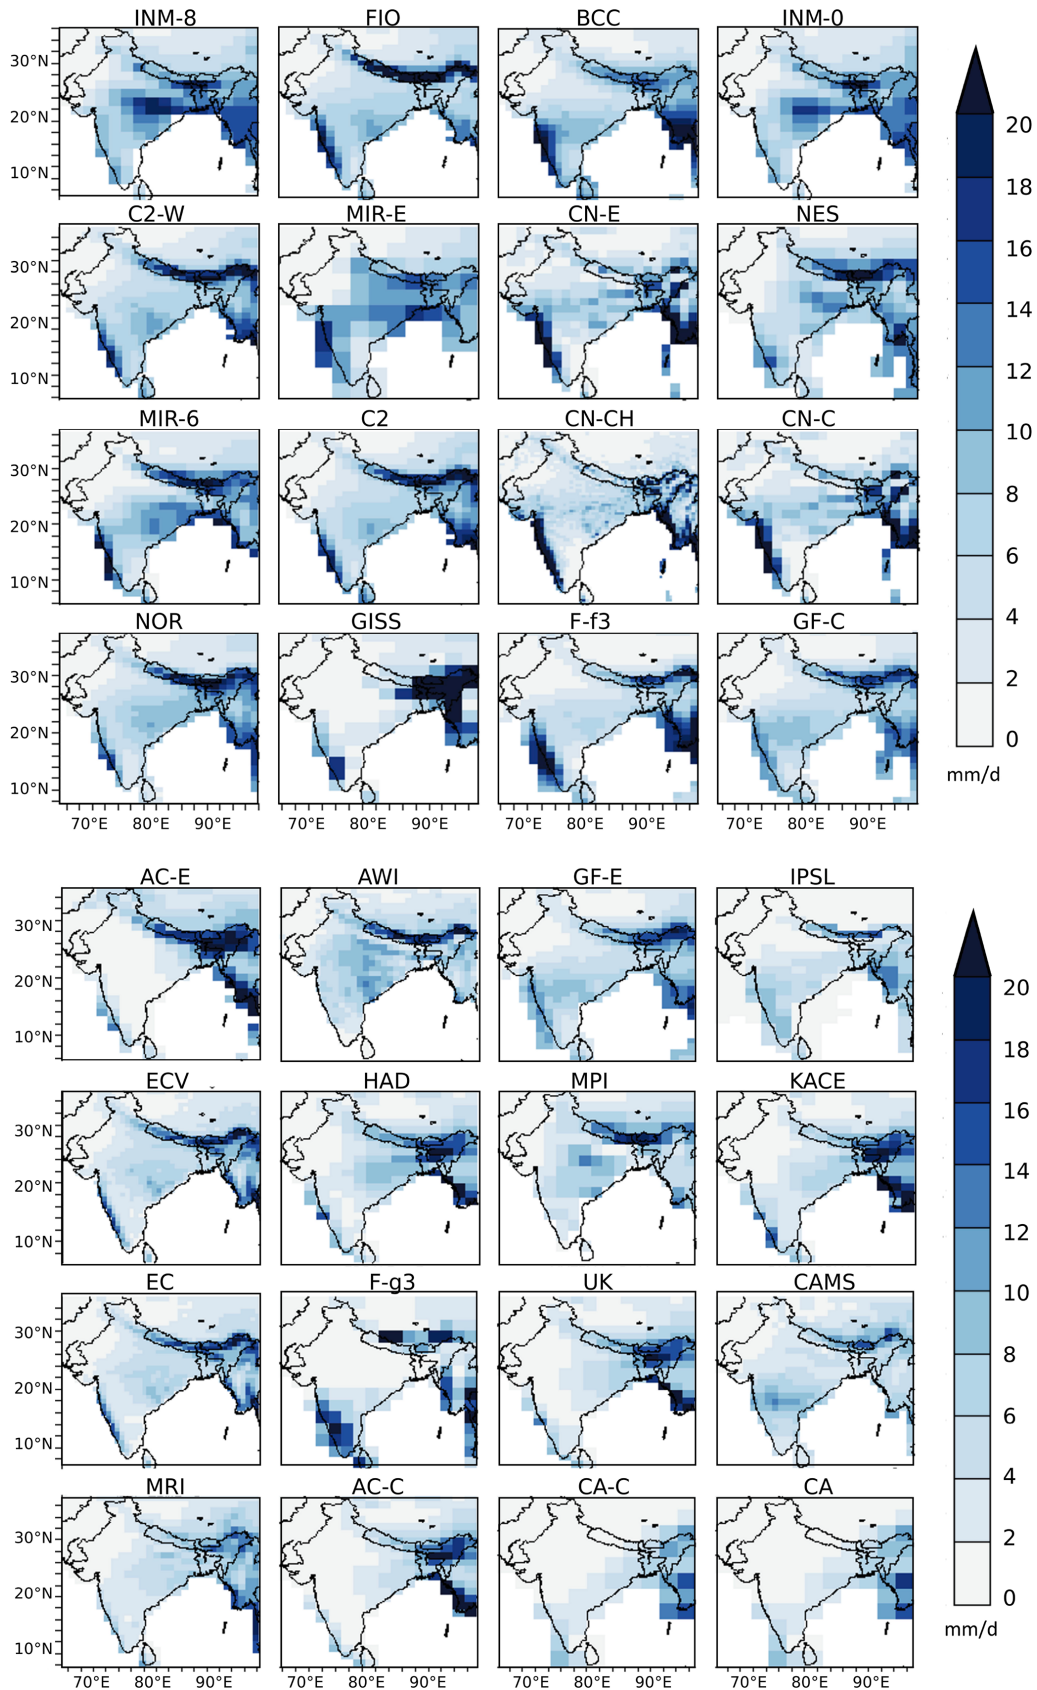 INM-8 FIO BCC INM-0
30°N
20°N
10°N
C2-W MIR-E CN-E NES
30°N
20°N
10°N
MIR-6 C2 CN-CH CN-C
30°N
20°N
10°N
NOR GISS F-f3 GF-C
30°N
20°N
10°N
70°E 80°E 90°E 70°E 80°E 90°E 70°E 80°E 90°E 70°E 80°E 90°E
20
18
16
14
12
10
8
6
4
2
0
mm/d
AC-E AWI GF-E IPSL
30°N
20°N
10°N
ECV HAD MPI KACE
30°N
20°N
10°N
EC F-g3 UK CAMS
30°N
20°N
10°N
MRI AC-C CA-C CA
30°N
20°N
10°N
70°E 80°E 90°E 70°E 80°E 90°E 70°E 80°E 90°E 70°E 80°E 90°E
20
18
16
14
12
10
8
6
4
2
0
mm/d